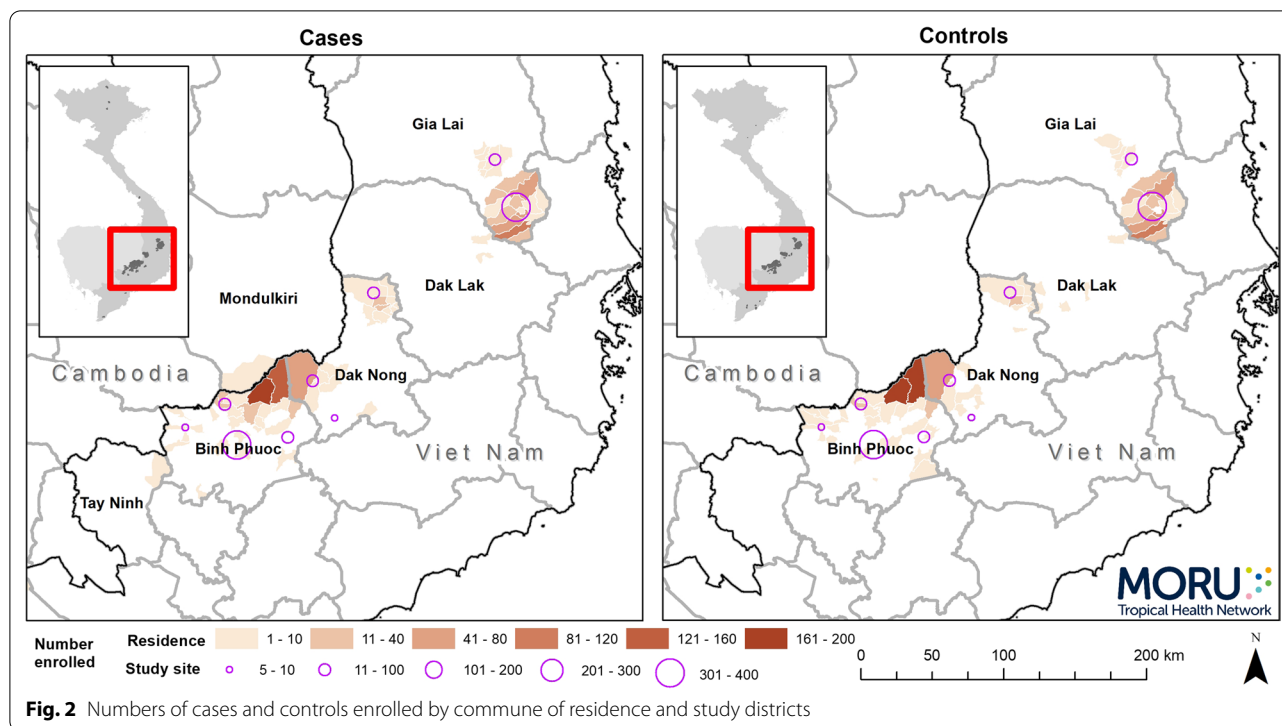 Cases
Controls
Gia Lai
Dak Lak
Mondulkiri
Cambodia
Dak Nong
Binh Phuoc
Viet Nam
Tay Ninh
Gia Lai
Dak Lak
Cambodia
Dak Nong
Binh Phuoc
Viet Nam
MORU
Tropical Health Network
Number enrolled
Residence 1 - 10 11 - 40 41 - 80 81 - 120 121 - 160 161 - 200
Study site 5 - 10 11 - 100 101 - 200 201 - 300 301 - 400
0 50 100 200 km
N
Fig. 2 Numbers of cases and controls enrolled by commune of residence and study districts